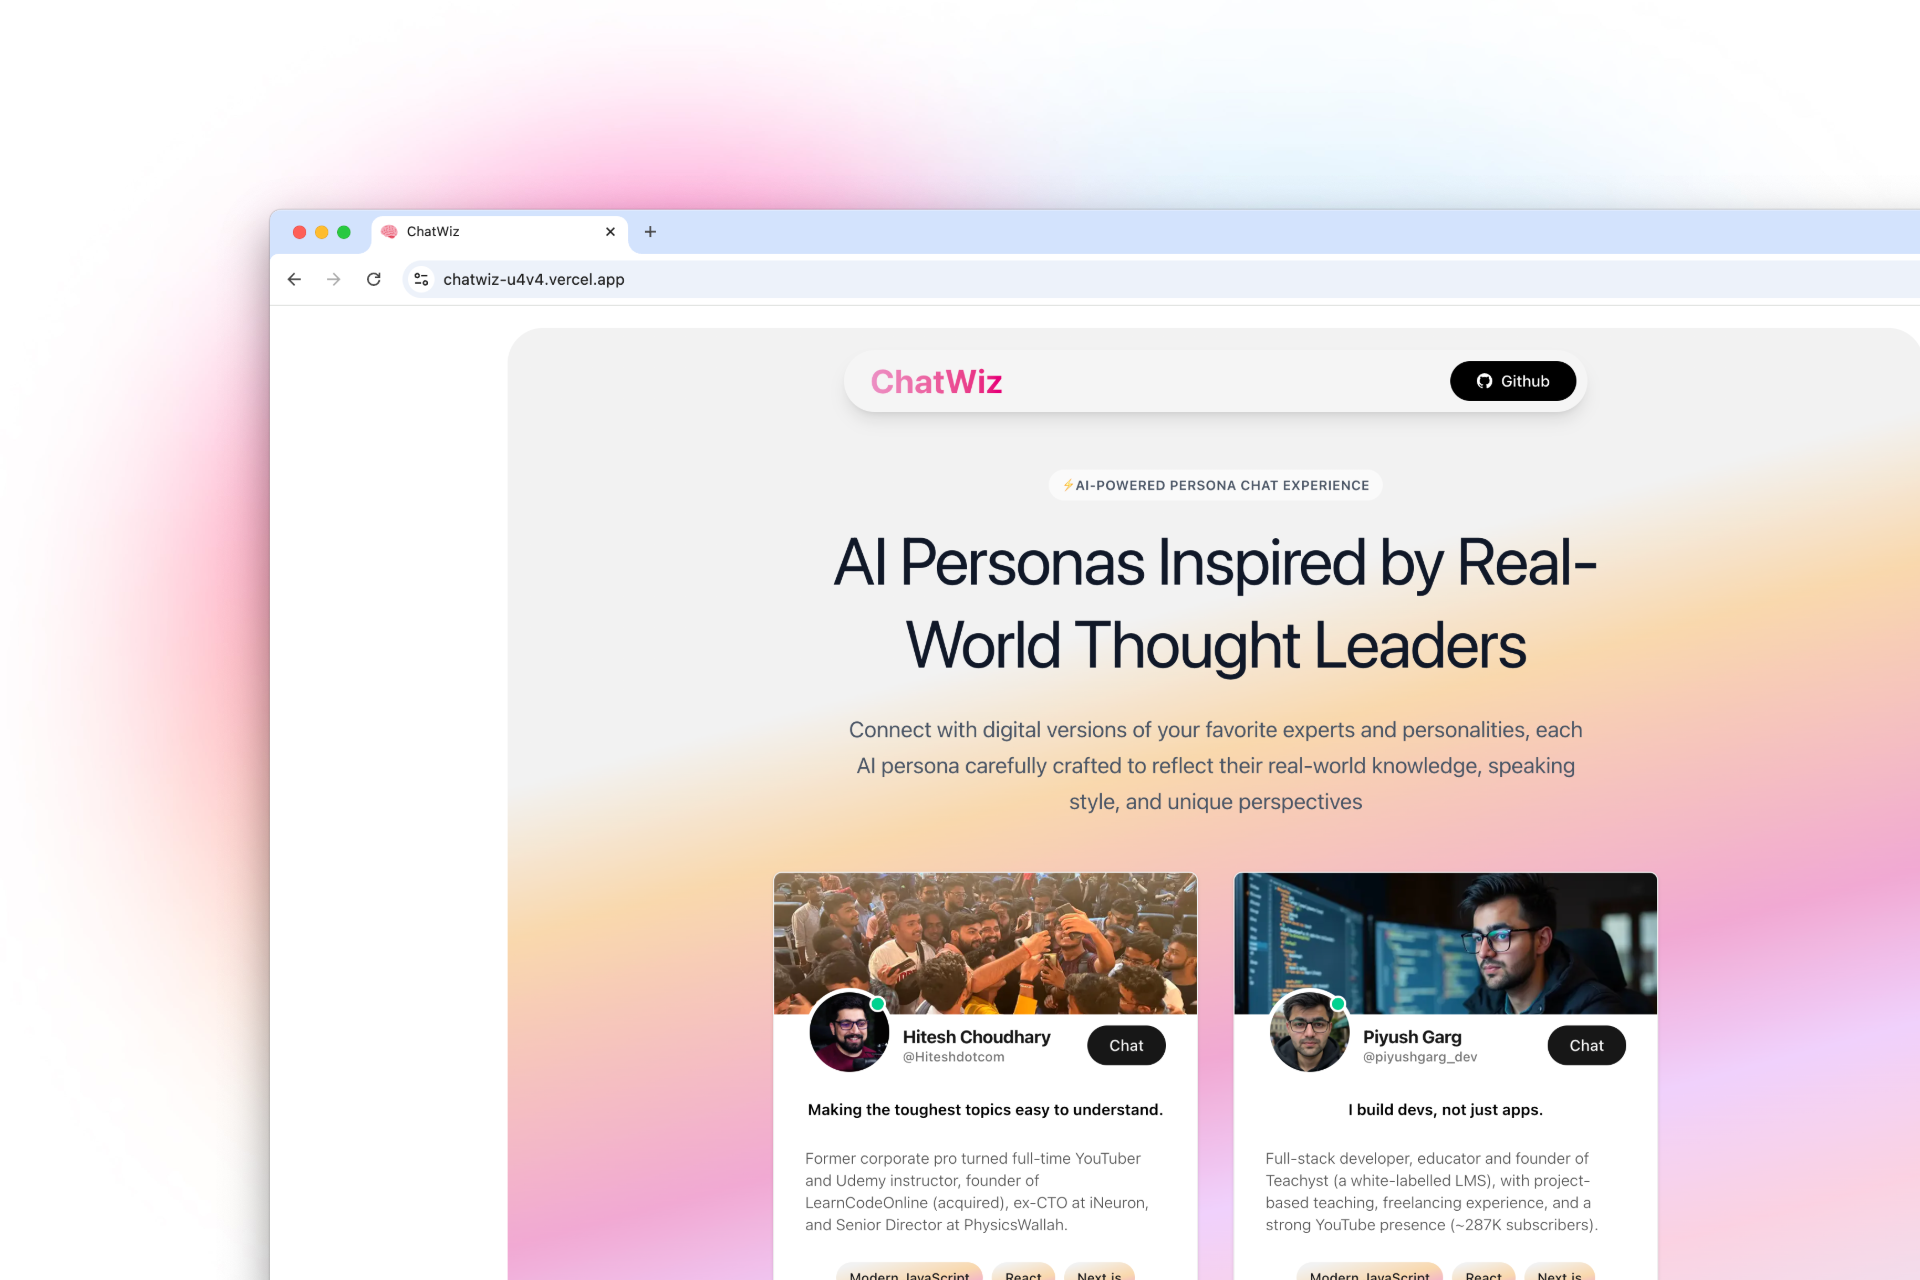 ChatWiz
chatwiz-u4v4.vercel.app
ChatWiz
Github
⚡AI-POWERED PERSONA CHAT EXPERIENCE
AI Personas Inspired by Real-
World Thought Leaders
Connect with digital versions of your favorite experts and personalities, each
AI persona carefully crafted to reflect their real-world knowledge, speaking
style, and unique perspectives
Hitesh Choudhary
@Hiteshdotcom
Chat
Making the toughest topics easy to understand.
Former corporate pro turned full-time YouTuber
and Udemy instructor, founder of
LearnCodeOnline (acquired), ex-CTO at iNeuron,
and Senior Director at PhysicsWallah.
Modern JavaScript
React
Next.js
Piyush Garg
@piyushgarg_dev
Chat
I build devs, not just apps.
Full-stack developer, educator and founder of
Teachyst (a white-labelled LMS), with project-
based teaching, freelancing experience, and a
strong YouTube presence (~287K subscribers).
Modern JavaScript
React
Next.js